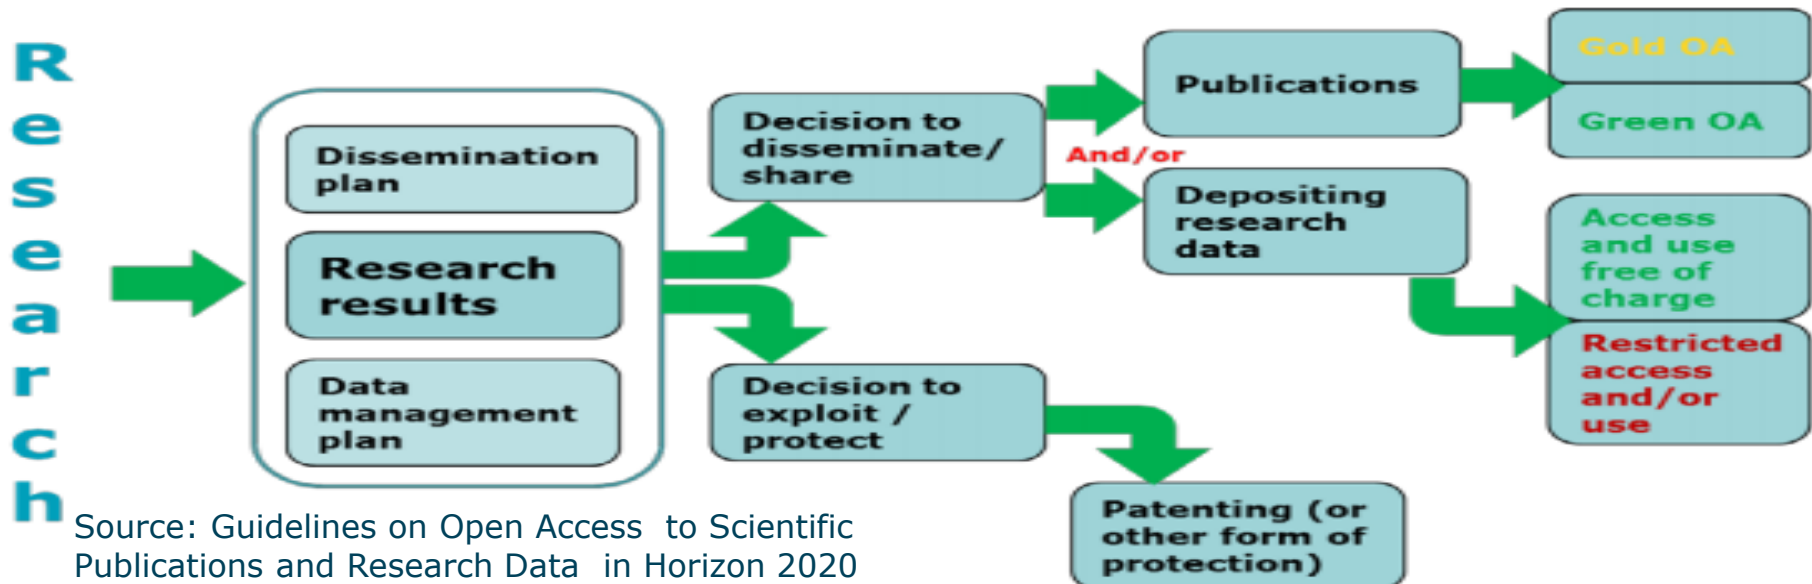 Research
Dissemination
plan
Research
results
Data
management
plan
Decision to
disseminate/
share
And/or
Decision to
exploit /
protect
Publications
Depositing
research
data
Patenting (or
other form of
protection)
Gold OA
Green OA
Access
and use
free of
charge
Restricted
access
and/or
use
Source: Guidelines on Open Access  to Scientific
Publications and Research Data  in Horizon 2020